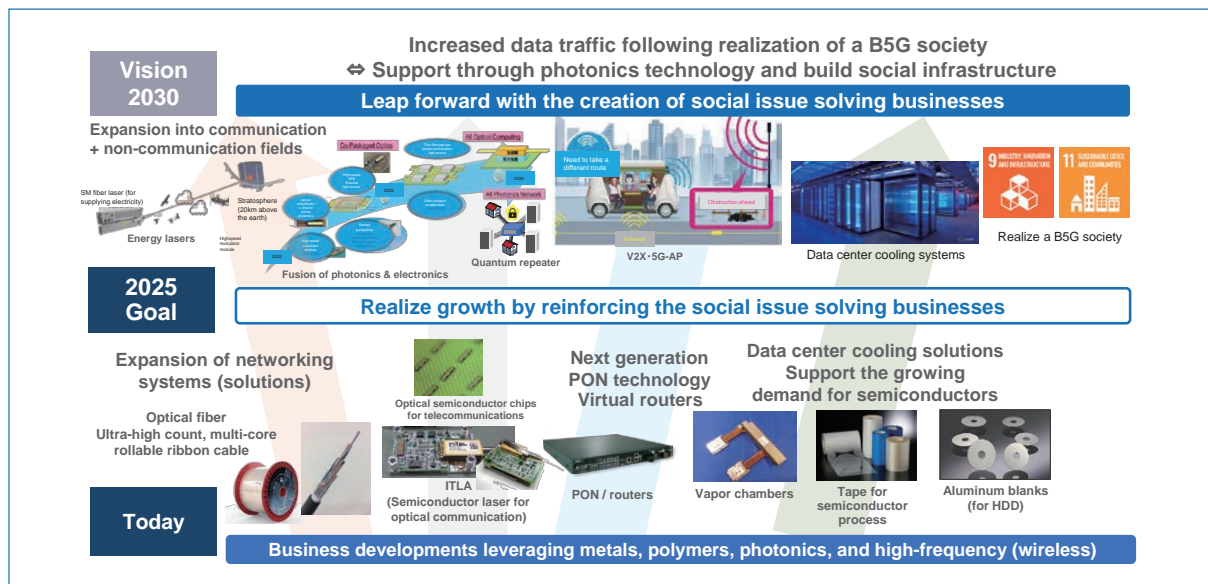 Vision
2030
Increased data traffic following realization of a B5G society
⇔ Support through photonics technology and build social infrastructure
Leap forward with the creation of social issue solving businesses
Expansion into communication
+ non-communication fields
SM fiber laser (for
supplying electricity)
Energy lasers
Stratosphere
(20km above
the earth)
Highspeed
modulator
module
Co-Packaged Optics
All Optical Computing
2025
2030
All Photonics Network
Fusion of photonics & electronics
Quantum repeater
Need to take a
different route
Obstruction ahead
Antenna
V2X･5G-AP
Data center cooling systems
9 INDUSTRY, INNOVATION
AND INFRASTRUCTURE
11 SUSTAINABLE CITIES
AND COMMUNITIES
Realize a B5G society
2025
Goal
Realize growth by reinforcing the social issue solving businesses
Expansion of networking
systems (solutions)
Optical fiber
Ultra-high count, multi-core
rollable ribbon cable
Optical semiconductor chips
for telecommunications
FITEL
ITLA
(Semiconductor laser for
optical communication)
Next generation
PON technology
Virtual routers
PON / routers
Data center cooling solutions
Support the growing
demand for semiconductors
Vapor chambers
Tape for
semiconductor
process
Aluminum blanks
(for HDD)
Today
Business developments leveraging metals, polymers, photonics, and high-frequency (wireless)